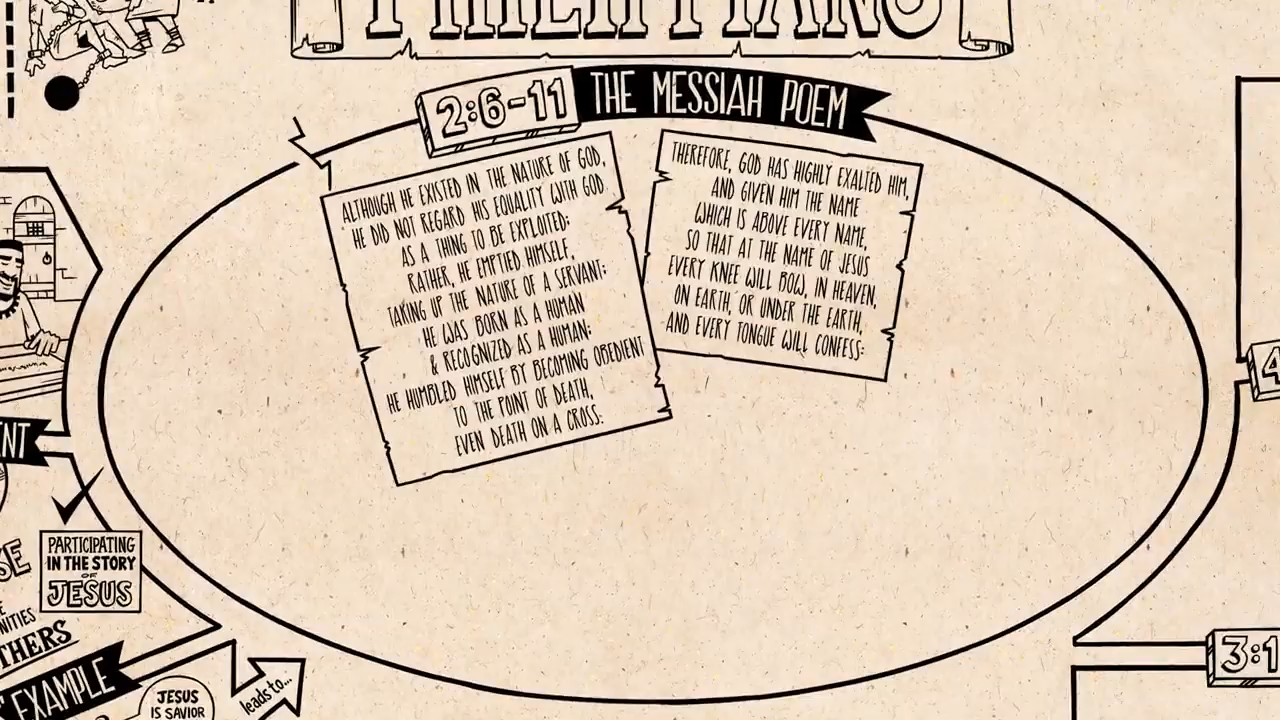 PHILIPPIANS
2:6-11 THE MESSIAH POEM
ALTHOUGH HE EXISTED IN THE NATURE OF GOD,
HE DID NOT REGARD HIS EQUALITY WITH GOD
AS A THING TO BE EXPLOITED;
RATHER, HE EMPTIED HIMSELF,
TAKING UP THE NATURE OF A SERVANT;
HE WAS BORN AS A HUMAN
& RECOGNIZED AS A HUMAN;
HE HUMBLED HIMSELF BY BECOMING OBEDIENT
TO THE POINT OF DEATH,
EVEN DEATH ON A CROSS.
THEREFORE, GOD HAS HIGHLY EXALTED HIM,
AND GIVEN HIM THE NAME
WHICH IS ABOVE EVERY NAME,
SO THAT AT THE NAME OF JESUS
EVERY KNEE WILL BOW, IN HEAVEN,
ON EARTH, OR UNDER THE EARTH,
AND EVERY TONGUE WILL CONFESS:
PARTICIPATING
IN THE STORY
OF
JESUS
EXAMPLE
leads to...
JESUS
IS SAVIOR
4
3:1